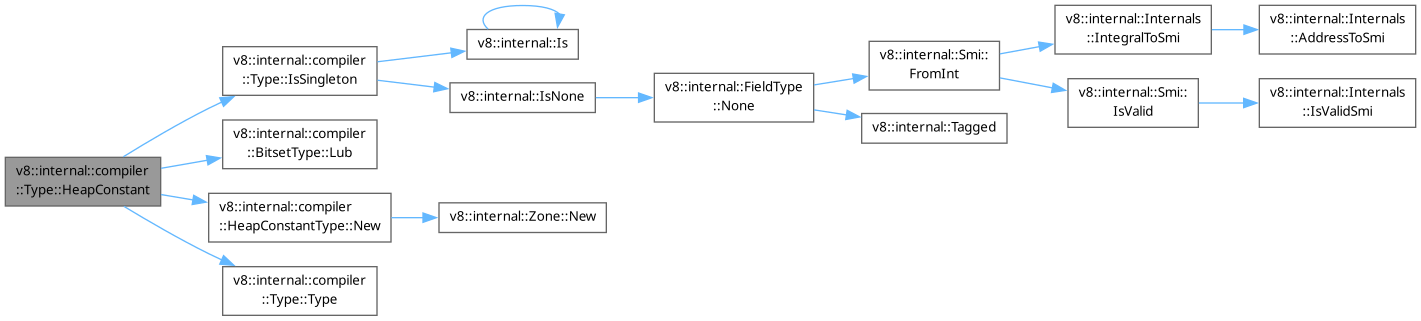 v8::internal::compiler
::Type::HeapConstant
v8::internal::compiler
::Type::IsSingleton
v8::internal::compiler
::BitsetType::Lub
v8::internal::compiler
::HeapConstantType::New
v8::internal::compiler
::Type::Type
v8::internal::Is
v8::internal::IsNone
v8::internal::Zone::New
v8::internal::FieldType
::None
v8::internal::Smi::
FromInt
v8::internal::Tagged
v8::internal::Internals
::IntegralToSmi
v8::internal::Smi::
IsValid
v8::internal::Internals
::AddressToSmi
v8::internal::Internals
::IsValidSmi